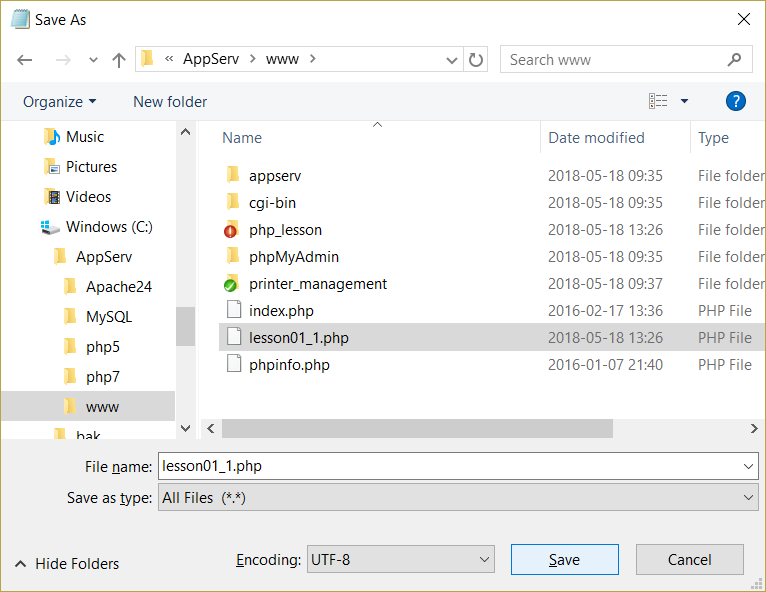 Save As
« AppServ > www >
Search www
Organize New folder
?
Name Date modified Type
Music
Pictures
Videos
Windows (C:)
AppServ
Apache24
MySQL
php5
php7
www
bak
appserv 2018-05-18 09:35 File folder
cgi-bin 2018-05-18 09:35 File folder
php_lesson 2018-05-18 13:26 File folder
phpMyAdmin 2018-05-18 09:35 File folder
printer_management 2018-05-18 09:37 File folder
index.php 2016-02-17 13:36 PHP File
lesson01_1.php 2018-05-18 13:26 PHP File
phpinfo.php 2016-01-07 21:40 PHP File
File name: lesson01_1.php
Save as type: All Files (*.*)
Hide Folders Encoding: UTF-8 Save Cancel